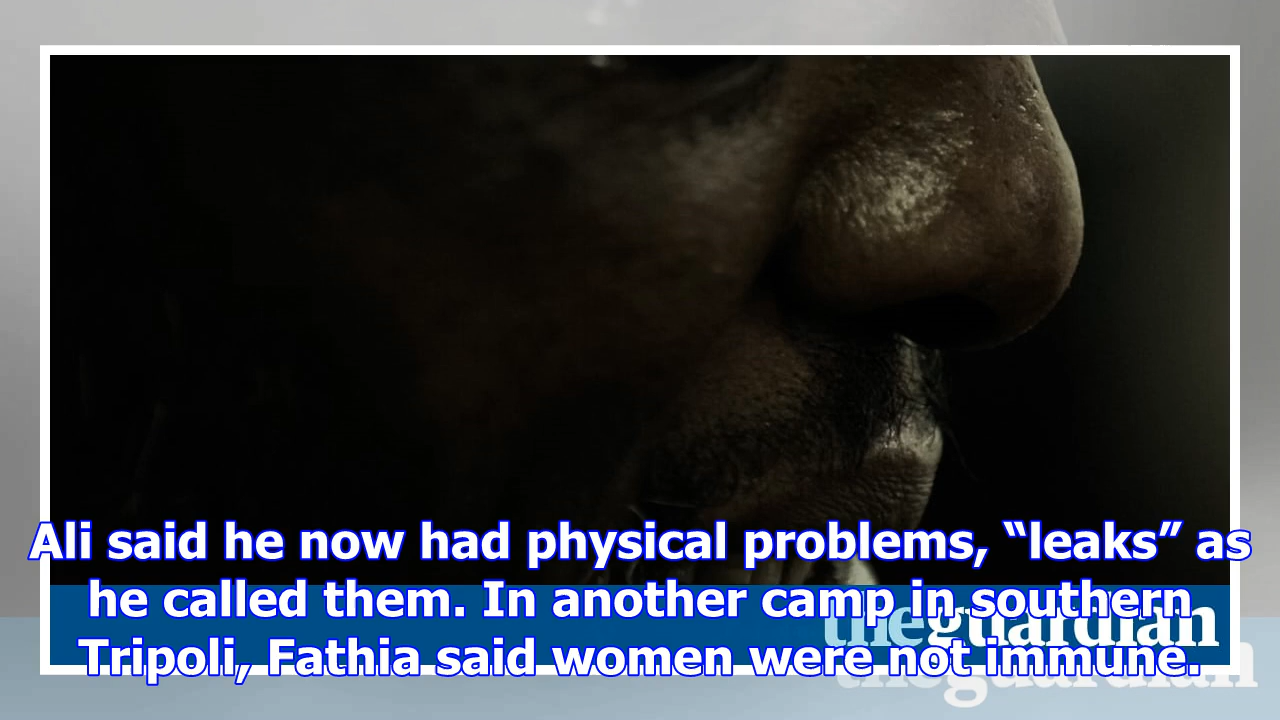 Ali said he now had physical problems, “leaks” as
he called them. In another camp in southern
Tripoli, Fathia said women were not immune.
theguardian
theguardian